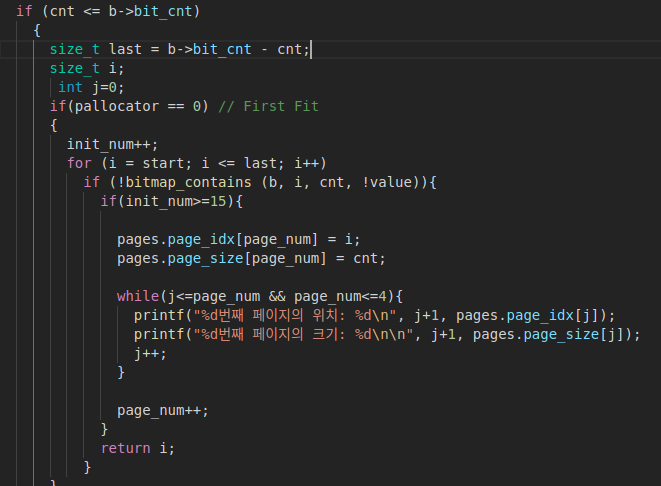 if (cnt <= b->bit_cnt)
{
size_t last = b->bit_cnt - cnt;
size_t i;
int j=0;
if(pallocator == 0) // First Fit
{
init_num++;
for (i = start; i <= last; i++)
if (!bitmap_contains (b, i, cnt, !value)){
if(init_num>=15){
pages.page_idx[page_num] = i;
pages.page_size[page_num] = cnt;
while(j<=page_num && page_num<=4){
printf("%d번째 페이지의 위치: %d\n", j+1, pages.page_idx[j]);
printf("%d번째 페이지의 크기: %d\n\n", j+1, pages.page_size[j]);
j++;
}
page_num++;
}
return i;
}